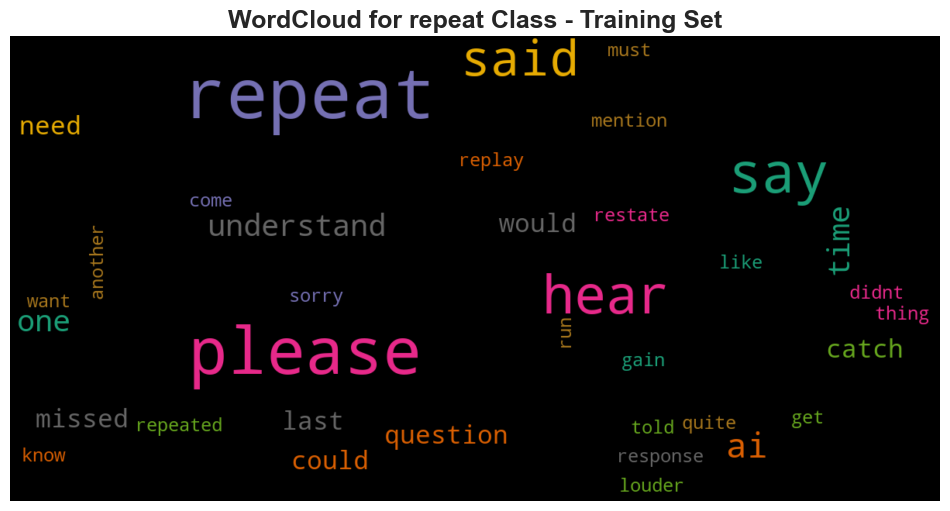 WordCloud for repeat Class - Training Set
said
must
repeat
need
mention
replay
say
come
understand
would
restate
time
another
like
want
sorry
hear
didnt
thing
one
run
please
gain
catch
missed
repeated
last
question
told
quite
get
know
could
response
ai
louder